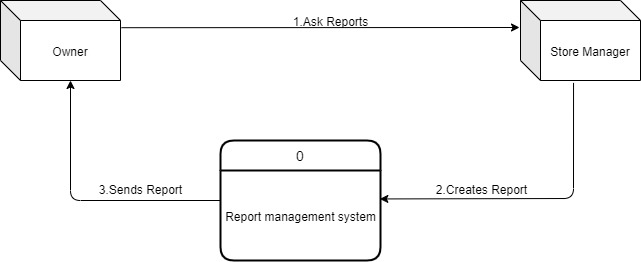 1.Ask Reports
Owner
Store Manager
0
3.Sends Report
2.Creates Report
Report management system